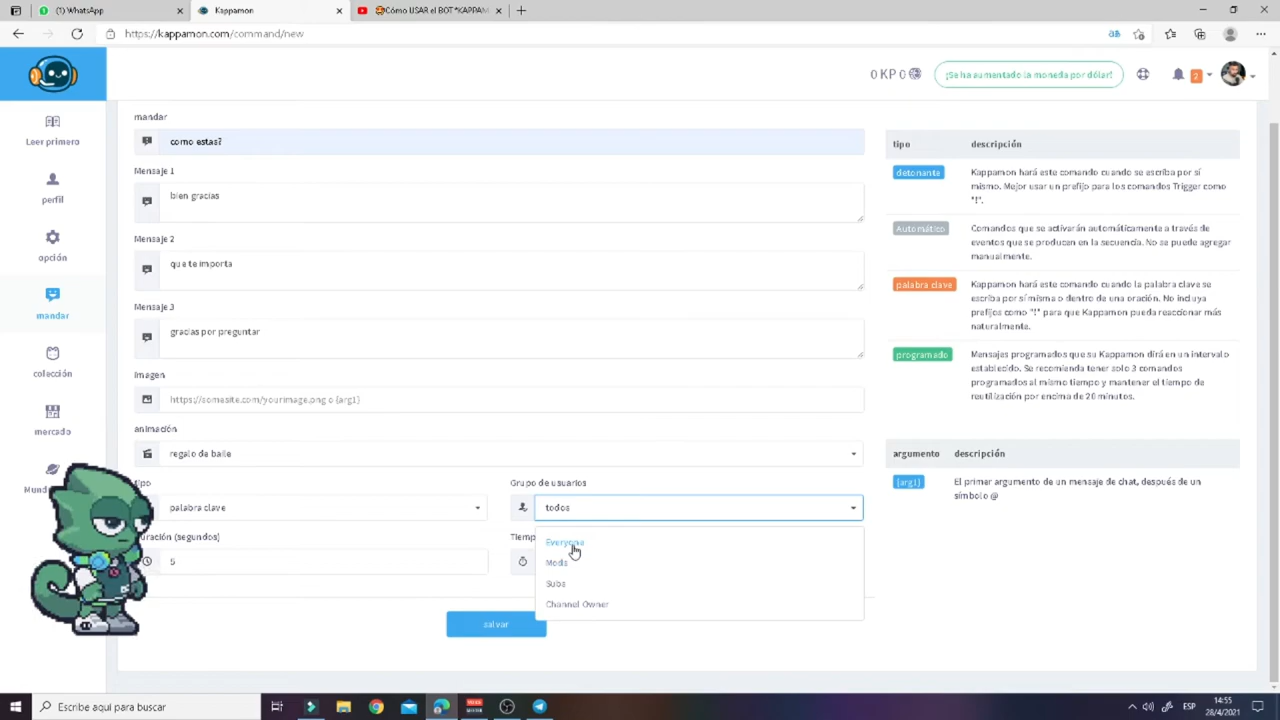 (1) WhatsApp
Kappamon
Cómo USAR el BOT *KAPPAM
https://kappamon.com/command/new
0 KP 0
¡Se ha aumentado la moneda por dólar!
2
Leer primero
perfil
opción
mandar
colección
mercado
mandar
como estas?
Mensaje 1
bien gracias
Mensaje 2
que te importa
Mensaje 3
gracias por preguntar
Imagen
https://somesite.com/yourimage.png o {arg1}
animación
regalo de baile
Grupo de usuarios
palabra clave
todos
(segundos)
5
Everyone
Mods
Subs
Channel Owner
salvar
tipo
descripción
detonante
Kappamon hará este comando cuando se escriba por sí
mismo. Mejor usar un prefijo para los comandos Trigger como
"!".
Automático
Comandos que se activarán automáticamente a través de
eventos que se producen en la secuencia. No se puede agregar
manualmente.
palabra clave
Kappamon hará este comando cuando la palabra clave se
escriba por sí misma o dentro de una oración. No incluya
prefijos como "!" para que Kappamon pueda reaccionar más
naturalmente.
programado
Mensajes programados que su Kappamon dirá en un intervalo
establecido. Se recomienda tener solo 3 comandos
programados al mismo tiempo y mantener el tiempo de
reutilización por encima de 20 minutos.
argumento
descripción
{arg1}
El primer argumento de un mensaje de chat, después de un
símbolo @
Escribe aquí para buscar
ESP
14:55
28/4/2021